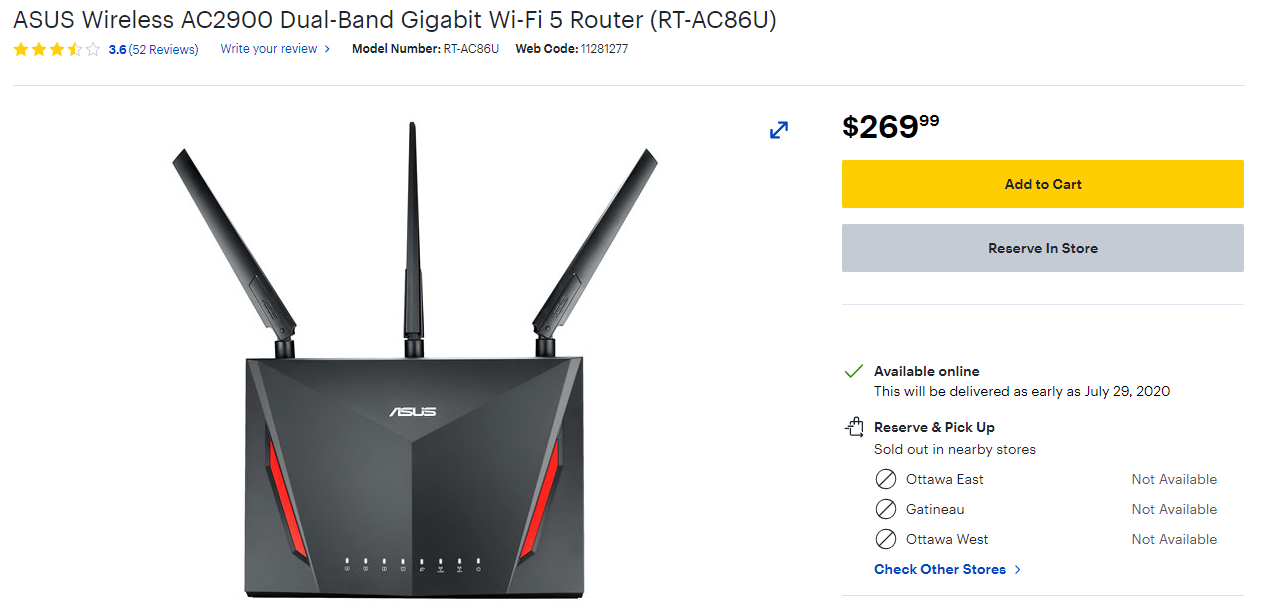 ASUS Wireless AC2900 Dual-Band Gigabit Wi-Fi 5 Router (RT-AC86U)
3.6 (52 Reviews) Write your review Model Number: RT-AC86U Web Code: 11281277
$269.99
Add to Cart
Reserve In Store
Available online
This will be delivered as early as July 29, 2020
Reserve & Pick Up
Sold out in nearby stores
Ottawa East Not Available
Gatineau Not Available
Ottawa West Not Available
Check Other Stores
ASUS